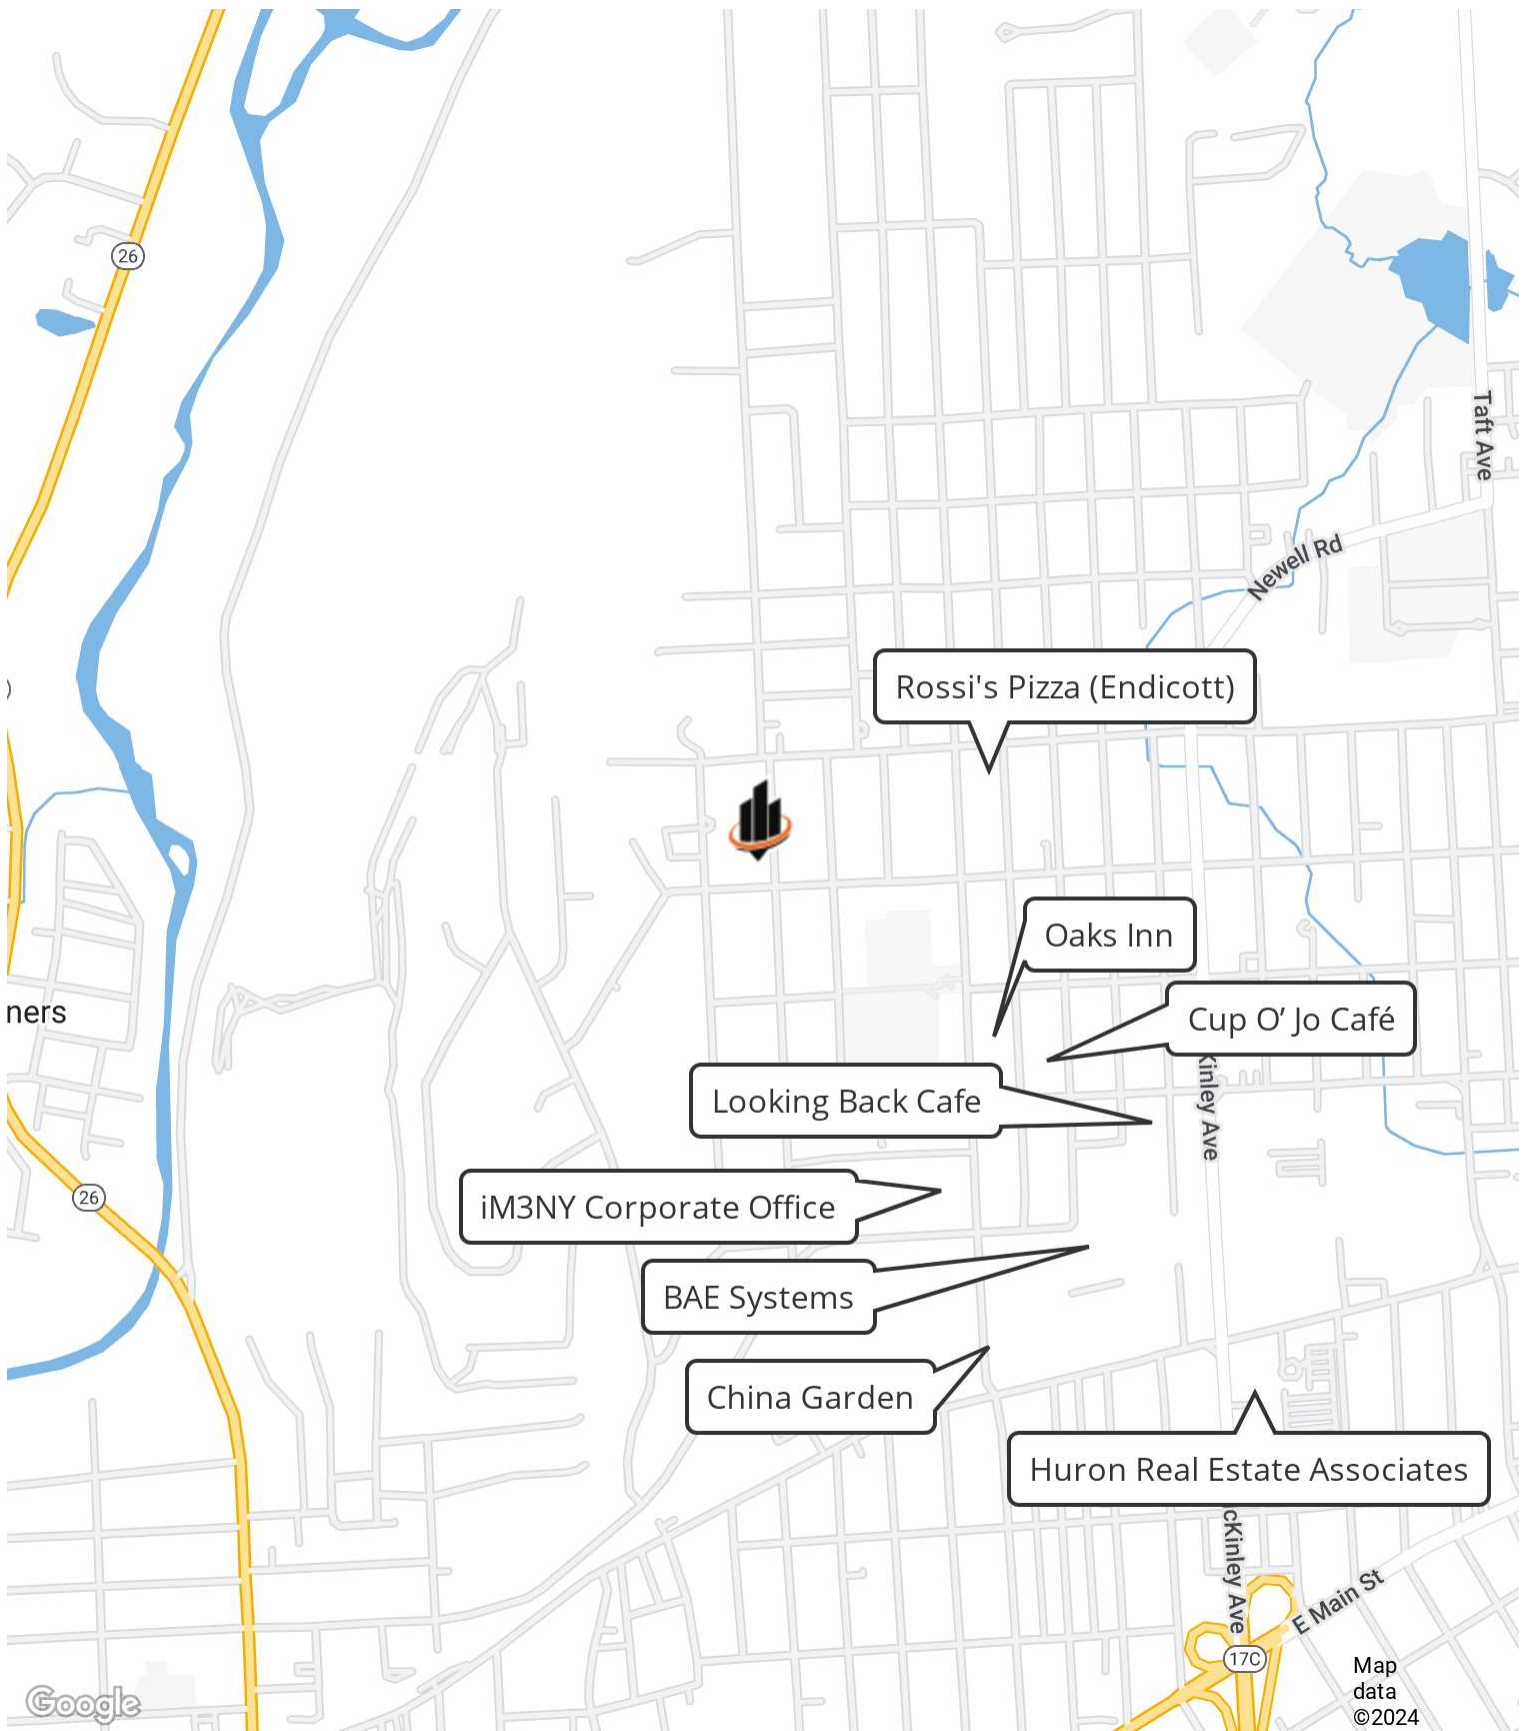 26
Taft Ave
Newell Rd
Rossi's Pizza (Endicott)
Oaks Inn
ners
Cup O’ Jo Café
Kinley Ave
Looking Back Cafe
26
iM3NY Corporate Office
BAE Systems
China Garden
Huron Real Estate Associates
cKinley Ave
E Main St
17C
Google
Map
data
©2024